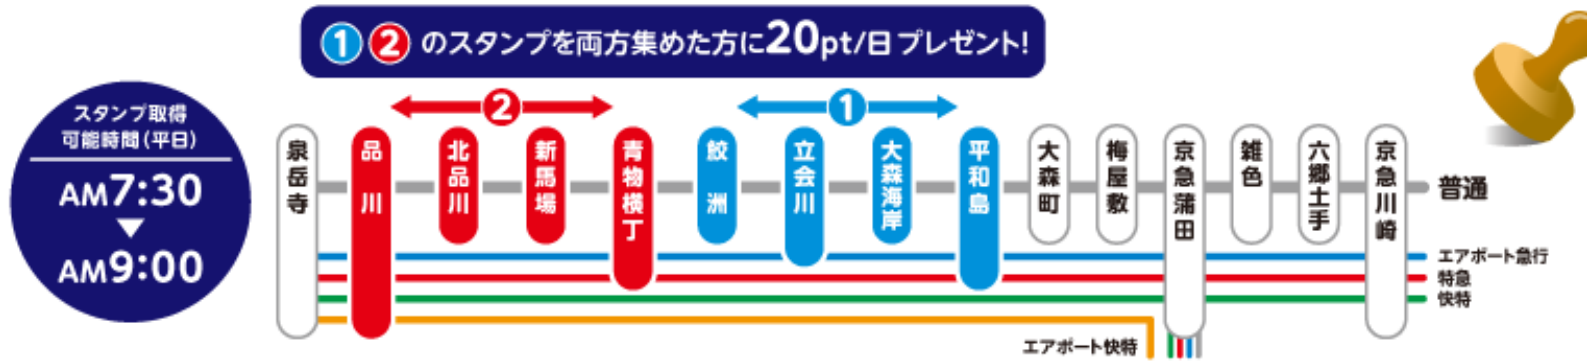 ①②のスタンプを両方集めた方に20pt/日プレゼント!
スタンプ取得
可能時間(平日)
AM7:30
▼
AM9:00
②
①
泉岳寺
品川
北品川
新馬場
青物横丁
鮫洲
立会川
大森海岸
平和島
大森町
梅屋敷
京急蒲田
雑色
六郷土手
京急川崎
普通
エアポート急行
特急
快特
エアポート快特